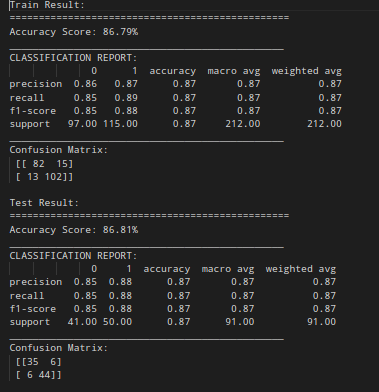 Train Result:
================================================
Accuracy Score: 86.79%
_______________________________________________
CLASSIFICATION REPORT:
0 1 accuracy macro avg weighted avg
precision 0.86 0.87 0.87 0.87 0.87
recall 0.85 0.89 0.87 0.87 0.87
f1-score 0.85 0.88 0.87 0.87 0.87
support 97.00 115.00 0.87 212.00 212.00
_______________________________________________
Confusion Matrix:
[[ 82 15]
[ 13 102]]
Test Result:
================================================
Accuracy Score: 86.81%
_______________________________________________
CLASSIFICATION REPORT:
0 1 accuracy macro avg weighted avg
precision 0.85 0.88 0.87 0.87 0.87
recall 0.85 0.88 0.87 0.87 0.87
f1-score 0.85 0.88 0.87 0.87 0.87
support 41.00 50.00 0.87 91.00 91.00
_______________________________________________
Confusion Matrix:
[[35 6]
[ 6 44]]